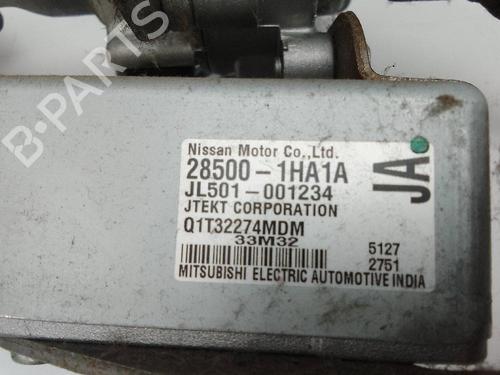 B-PARTS
Nissan Motor Co.,Ltd.
28500-1HA1A
JL501-001234
JTEKT CORPORATION
Q1T32274MDM
33M32
5127
2751
MITSUBISHI ELECTRIC AUTOMOTIVE INDIA
JA